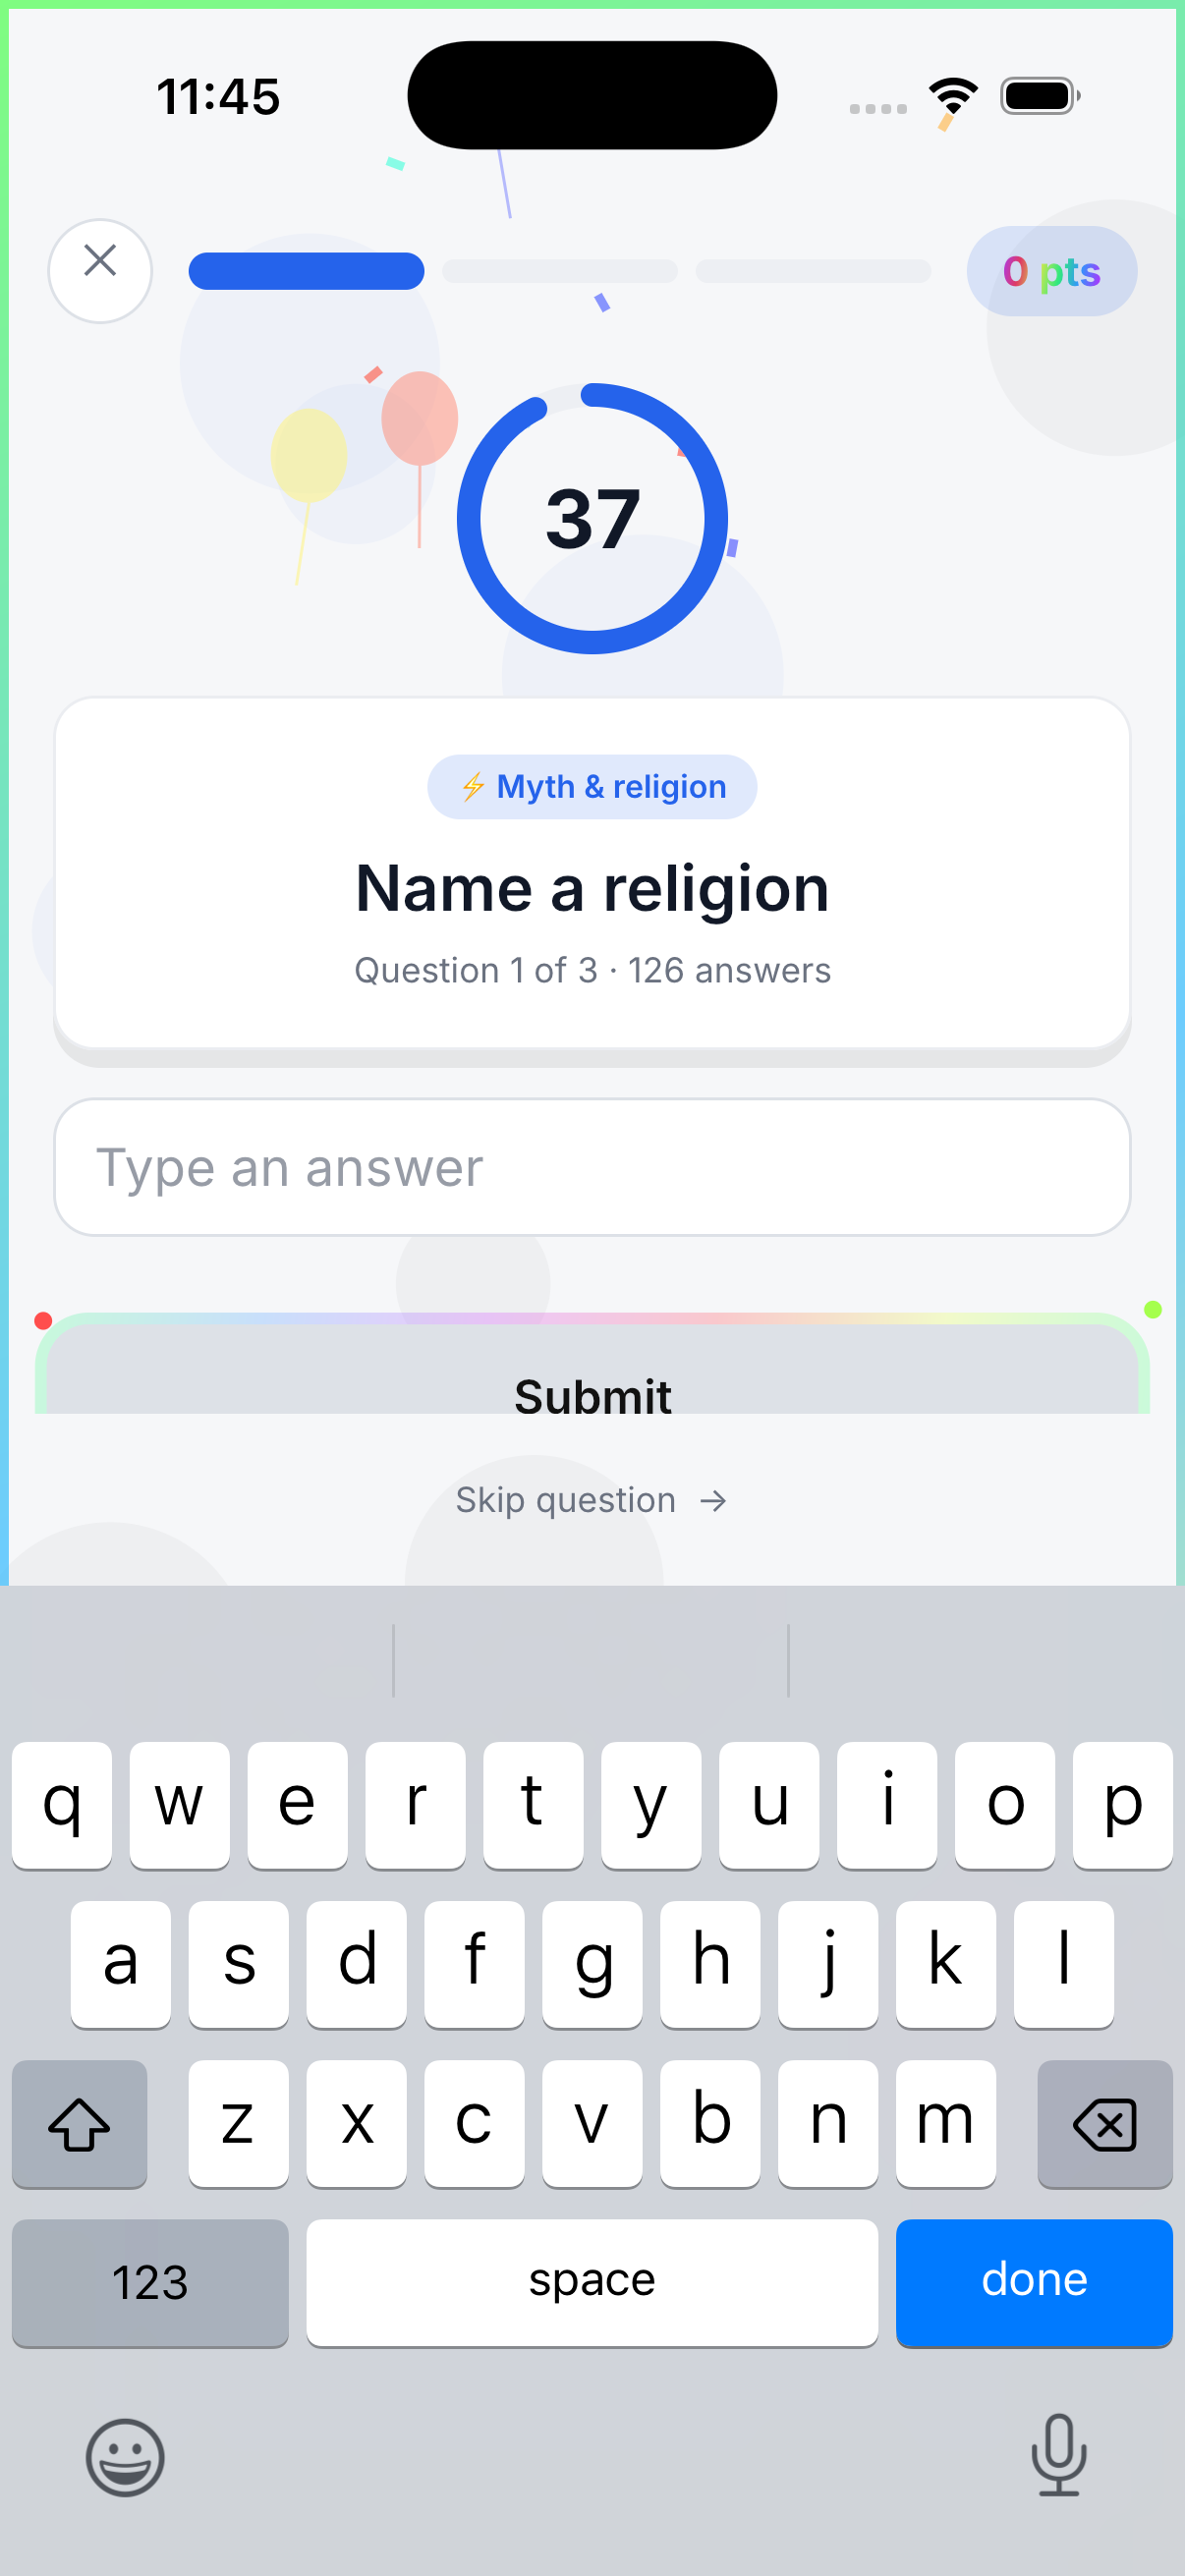 11:45
0 pts
37
⚡ Myth & religion
Name a religion
Question 1 of 3 · 126 answers
Type an answer
Submit
Skip question →
q w e r t y u i o p
a s d f g h j k l
z x c v b n m
123 space done